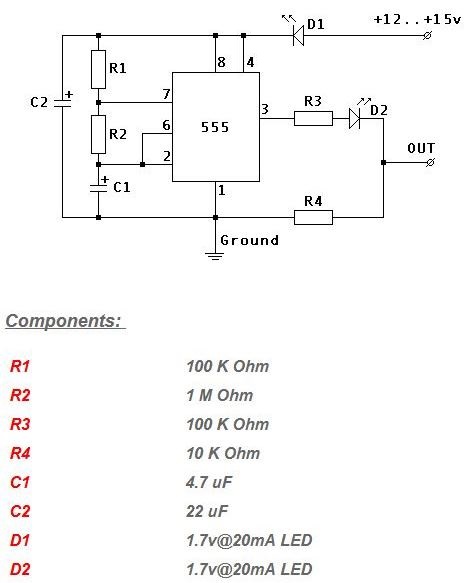 D1 +12..+15v
R1 8 4
C2 + 7 3 R3 D2
R2 6 555 OUT
2
+ C1 1 R4
Ground
Components:
R1 100 K Ohm
R2 1 M Ohm
R3 100 K Ohm
R4 10 K Ohm
C1 4.7 uF
C2 22 uF
D1 1.7v@20mA LED
D2 1.7v@20mA LED